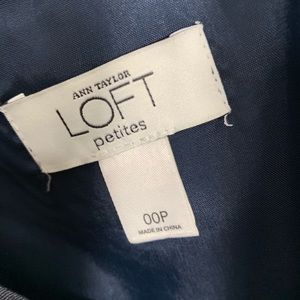 ANN TAYLOR
LOFT
petites
00P
MADE IN CHINA